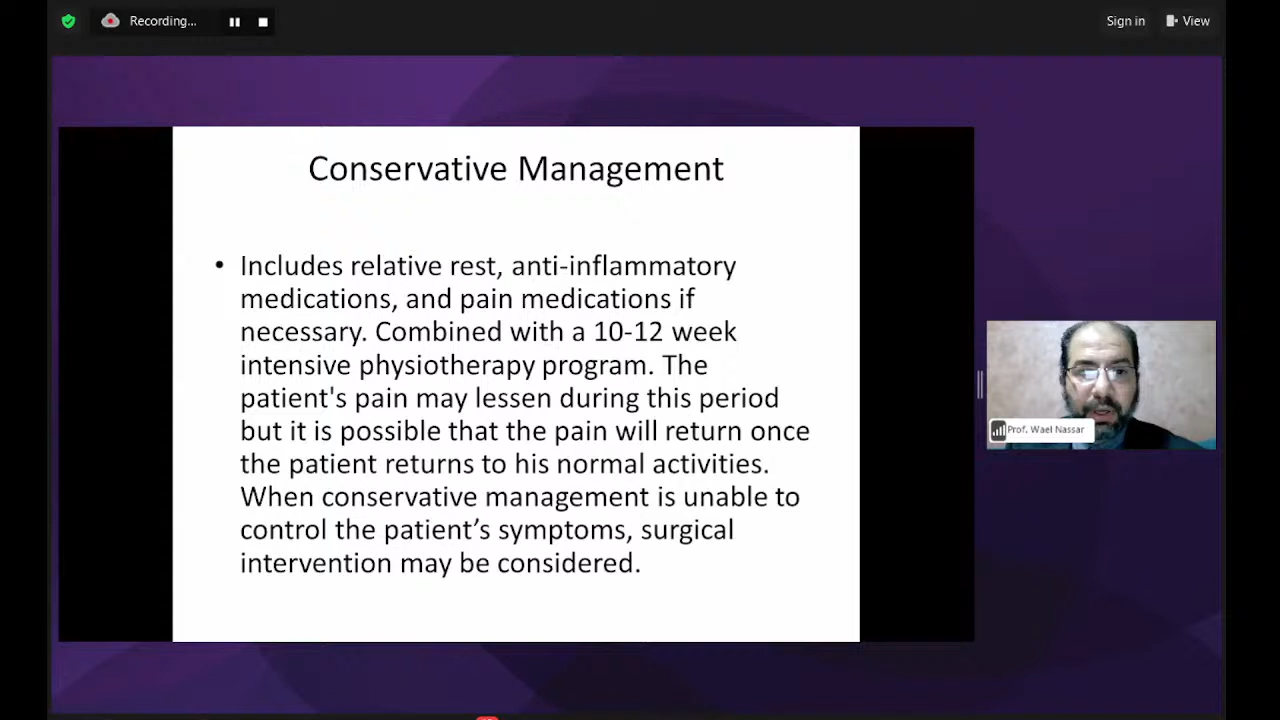 Recording...
Sign in
View
Conservative Management
• Includes relative rest, anti-inflammatory
medications, and pain medications if
necessary. Combined with a 10-12 week
intensive physiotherapy program. The
patient's pain may lessen during this period
but it is possible that the pain will return once
the patient returns to his normal activities.
When conservative management is unable to
control the patient’s symptoms, surgical
intervention may be considered.
Prof. Wael Nassar